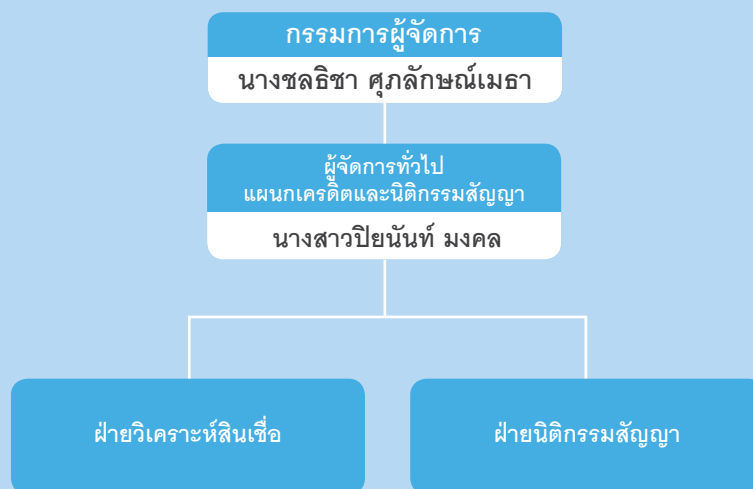 กรรมการผู้จัดการ
นางชลธิชา ศุภลักษณ์เมธา
ผู้จัดการทั่วไป
แผนกเครดิตและนิติกรรมสัญญา
นางสาวปิยนันท์ มงคล
ฝ่ายวิเคราะห์สินเชื่อ
ฝ่ายนิติกรรมสัญญา